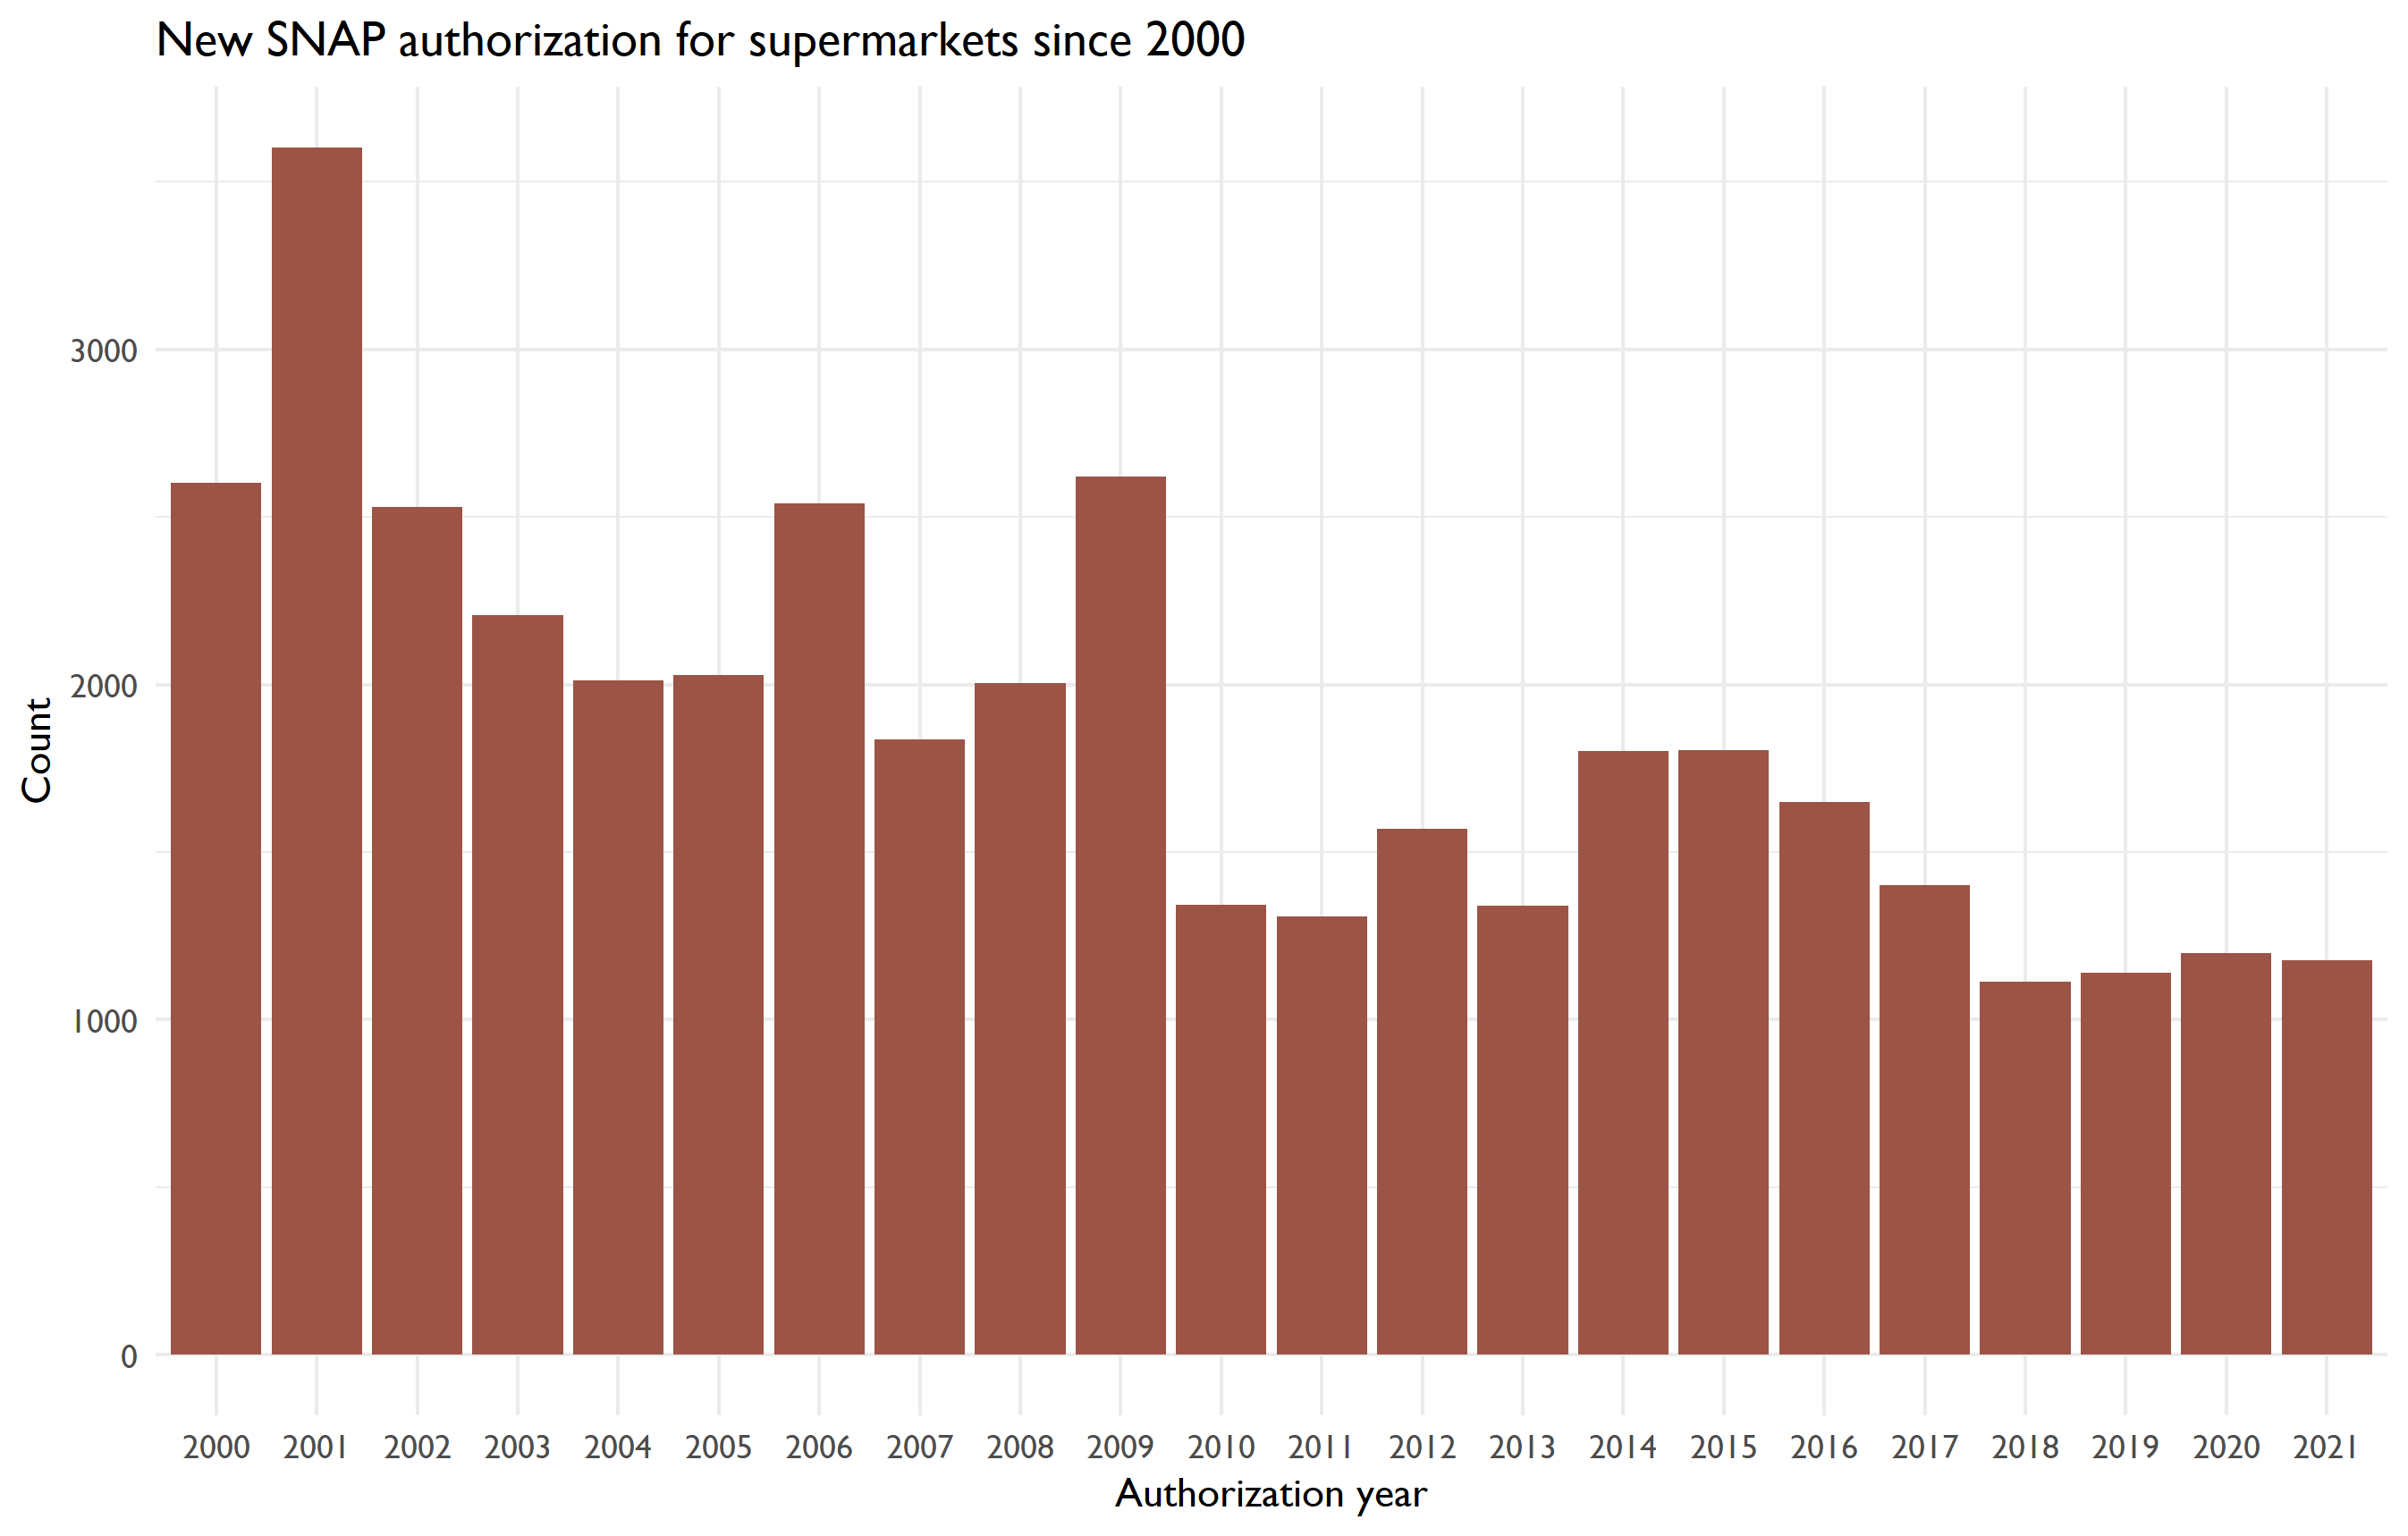 New SNAP authorization for supermarkets since 2000
3000
2000
1000
0
Count
2000 2001 2002 2003 2004 2005 2006 2007 2008 2009 2010 2011 2012 2013 2014 2015 2016 2017 2018 2019 2020 2021
Authorization year